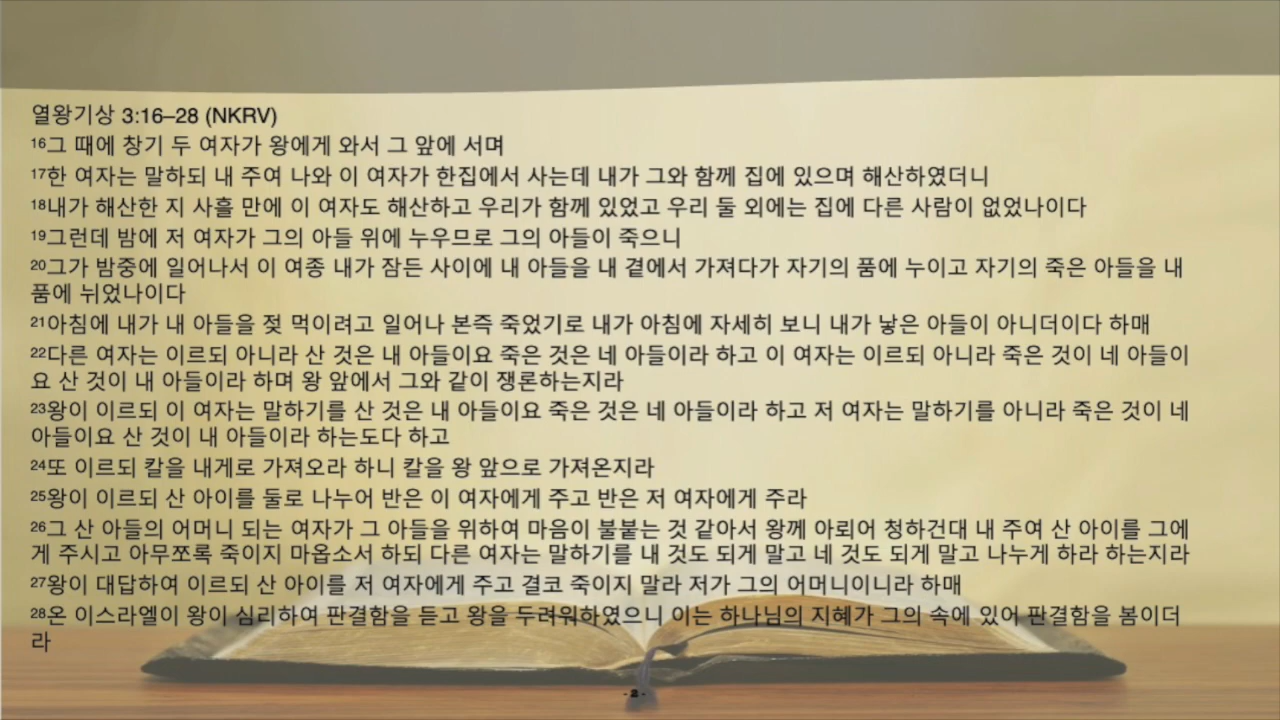 열왕기상 3:16–28 (NKRV)
16그 때에 창기 두 여자가 왕에게 와서 그 앞에 서며
17한 여자는 말하되 내 주여 나와 이 여자가 한집에서 사는데 내가 그와 함께 집에 있으며 해산하였더니
18내가 해산한 지 사흘 만에 이 여자도 해산하고 우리가 함께 있었고 우리 둘 외에는 집에 다른 사람이 없었나이다
19그런데 밤에 저 여자가 그의 아들 위에 누우므로 그의 아들이 죽으니
20그가 밤중에 일어나서 이 여종 내가 잠든 사이에 내 아들을 내 곁에서 가져다가 자기의 품에 누이고 자기의 죽은 아들을 내
품에 뉘었나이다
21아침에 내가 내 아들을 젖 먹이려고 일어나 본즉 죽었기로 내가 아침에 자세히 보니 내가 낳은 아들이 아니더이다 하매
22다른 여자는 이르되 아니라 산 것은 내 아들이요 죽은 것은 네 아들이라 하고 이 여자는 이르되 아니라 죽은 것이 네 아들이
요 산 것이 내 아들이라 하며 왕 앞에서 그와 같이 쟁론하는지라
23왕이 이르되 이 여자는 말하기를 산 것은 내 아들이요 죽은 것은 네 아들이라 하고 저 여자는 말하기를 아니라 죽은 것이 네
아들이요 산 것이 내 아들이라 하는도다 하고
24또 이르되 칼을 내게로 가져오라 하니 칼을 왕 앞으로 가져온지라
25왕이 이르되 산 아이를 둘로 나누어 반은 이 여자에게 주고 반은 저 여자에게 주라
26그 산 아들의 어머니 되는 여자가 그 아들을 위하여 마음이 불붙는 것 같아서 왕께 아뢰어 청하건대 내 주여 산 아이를 그에
게 주시고 아무쪼록 죽이지 마옵소서 하되 다른 여자는 말하기를 내 것도 되게 말고 네 것도 되게 말고 나누게 하라 하는지라
27왕이 대답하여 이르되 산 아이를 저 여자에게 주고 결코 죽이지 말라 저가 그의 어머니이니라 하매
28온 이스라엘이 왕이 심리하여 판결함을 듣고 왕을 두려워하였으니 이는 하나님의 지혜가 그의 속에 있어 판결함을 봄이더
라
- 2 -